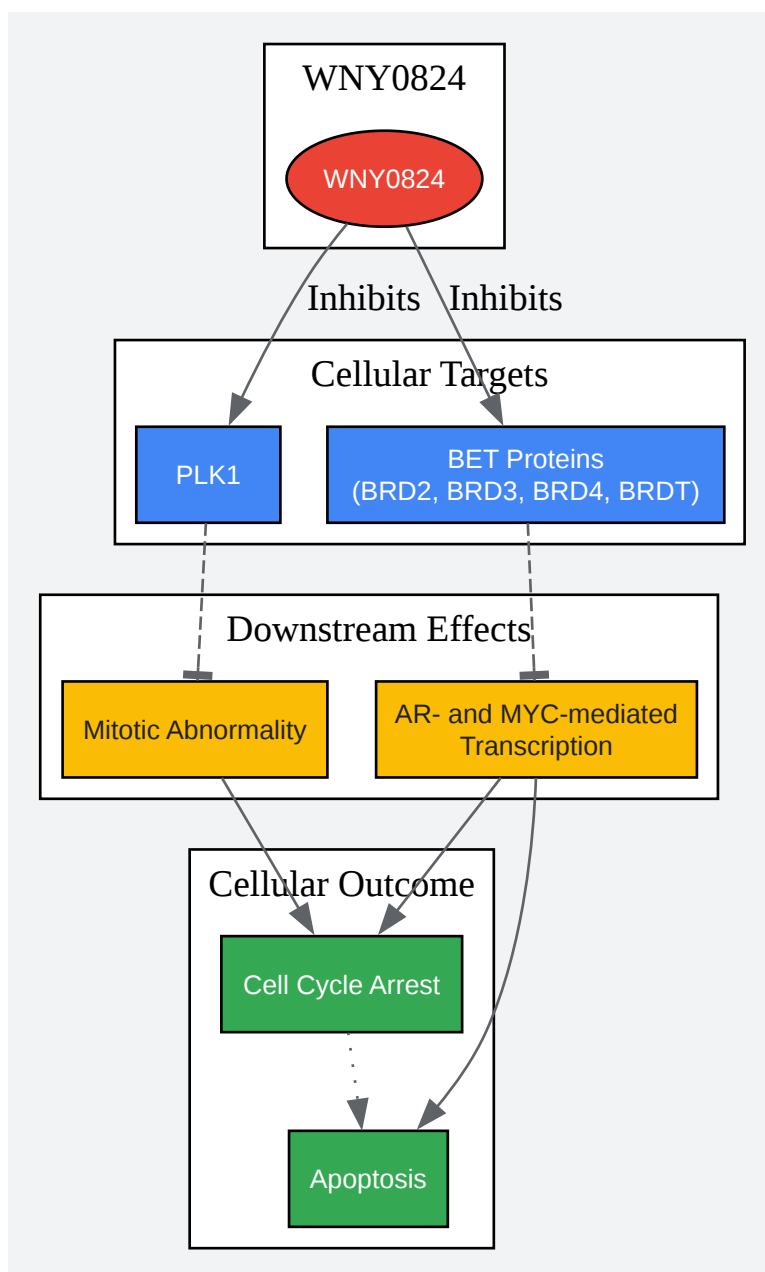 WNY0824
WNY0824
Inhibits
Inhibits
Cellular Targets
PLK1
BET Proteins
(BRD2, BRD3, BRD4, BRDT)
Downstream Effects
Mitotic Abnormality
AR- and MYC-mediated
Transcription
Cellular Outcome
Cell Cycle Arrest
Apoptosis